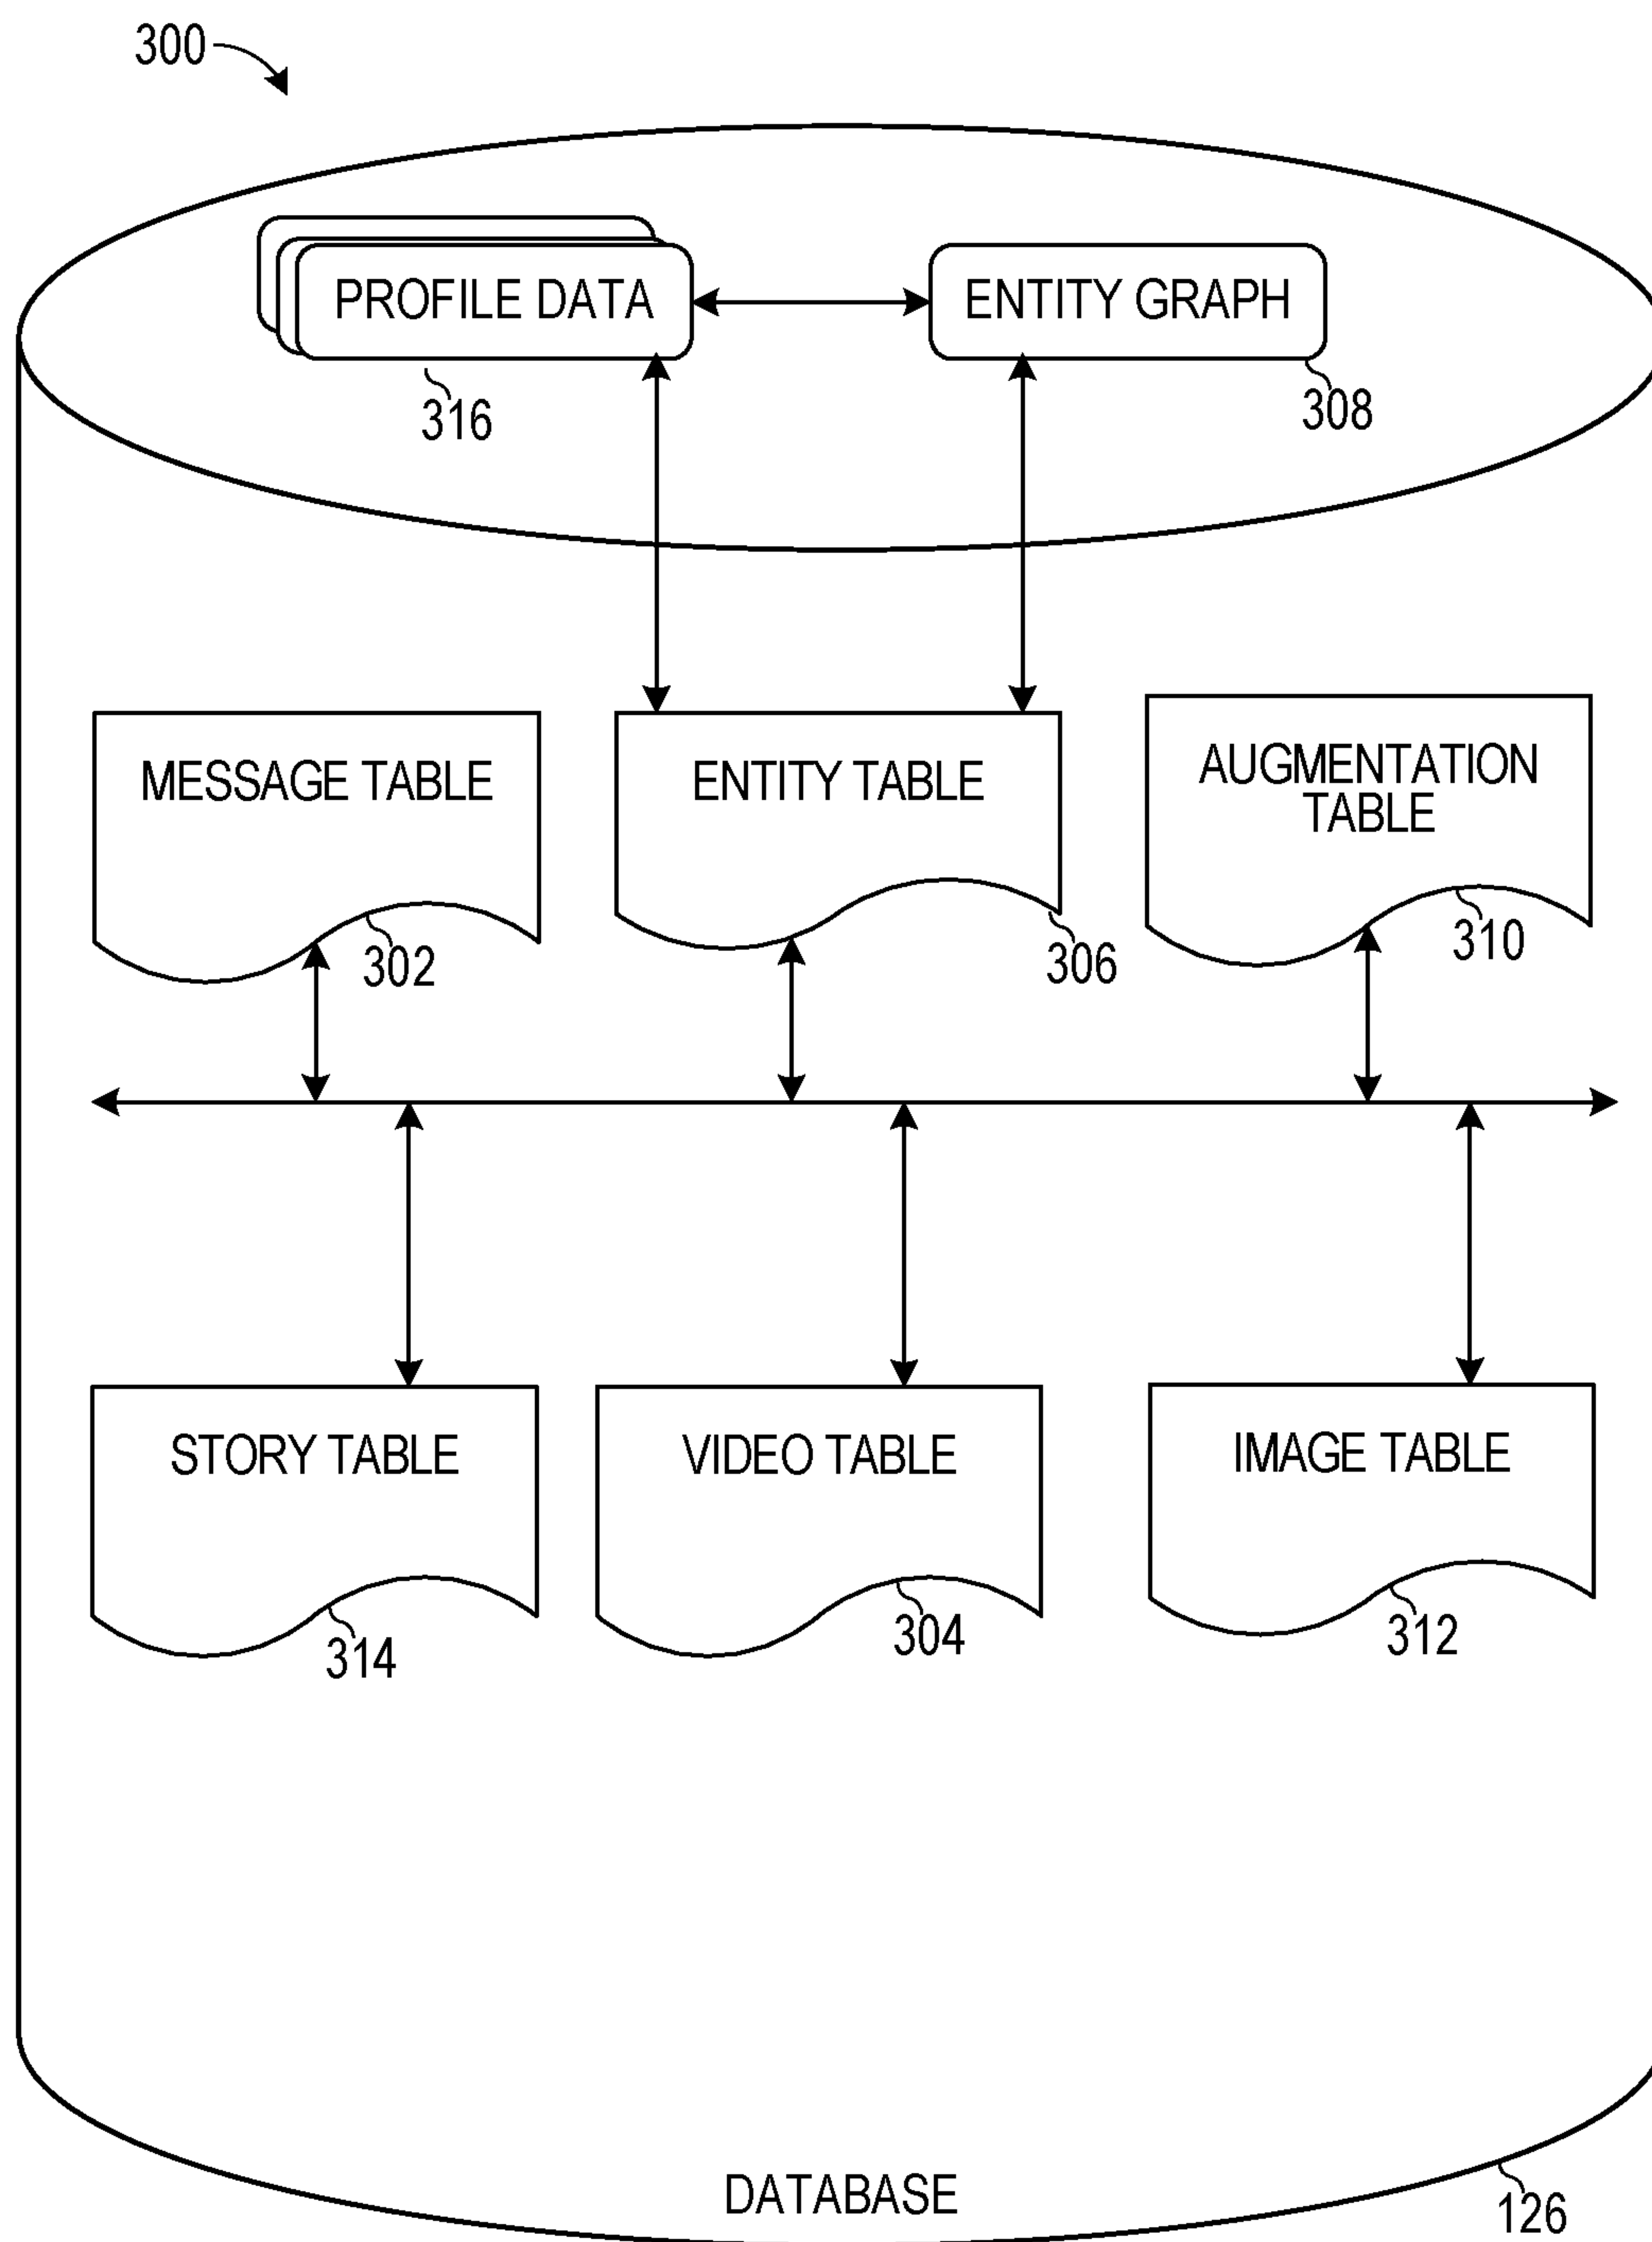 300
PROFILE DATA
ENTITY GRAPH
316
308
MESSAGE TABLE
ENTITY TABLE
AUGMENTATION
TABLE
302
306
310
STORY TABLE
VIDEO TABLE
IMAGE TABLE
314
304
312
DATABASE
126